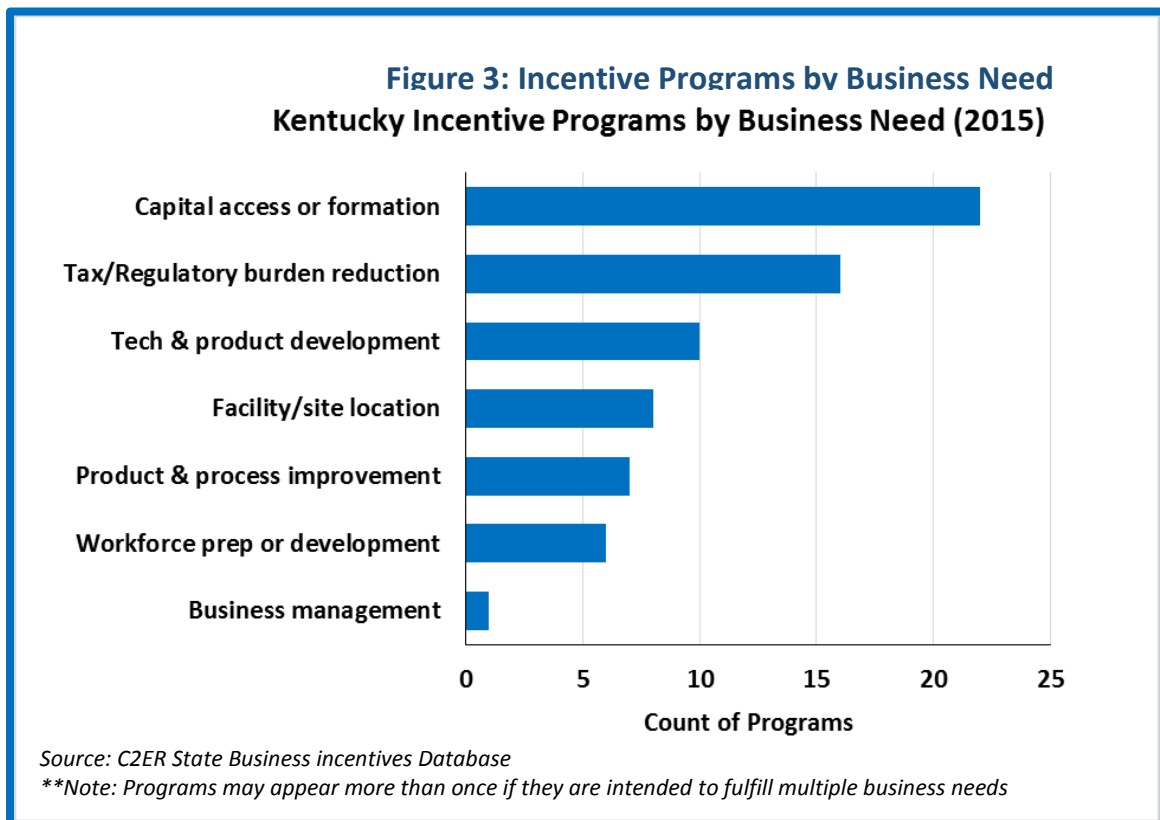 Figure 3: Incentive Programs by Business Need
Kentucky Incentive Programs by Business Need (2015)
Capital access or formation
Tax/Regulatory burden reduction
Tech & product development
Facility/site location
Product & process improvement
Workforce prep or development
Business management
0 5 10 15 20 25
Count of Programs
Source: C2ER State Business incentives Database
**Note: Programs may appear more than once if they are intended to fulfill multiple business needs